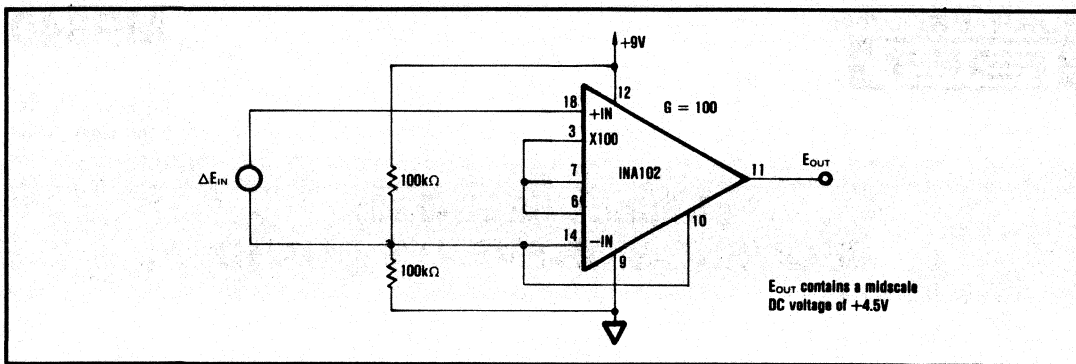 +9V
12
G = 100
18
+IN
3
X100
ΔE_IN
100kΩ
7
INA102
6
11
E_OUT
10
14
−IN
100kΩ
9
E_OUT contains a midscale
DC voltage of +4.5V